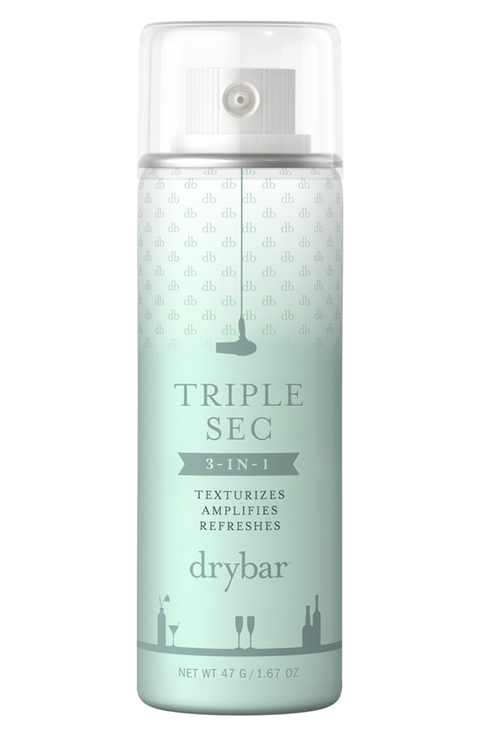 TRIPLE
SEC
3-IN-1
TEXTURIZES
AMPLIFIES
REFRESHES
drybar
NET WT 47 G/1.67 OZ